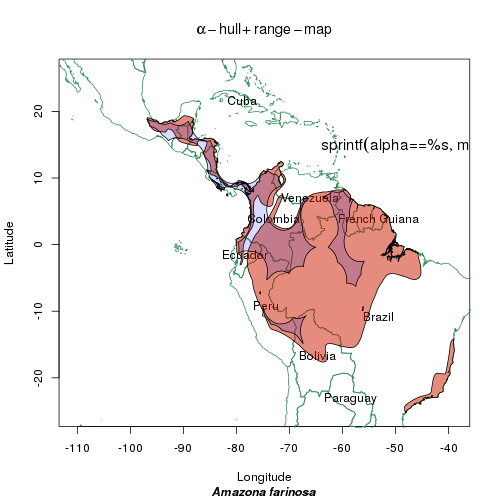 α−hull+range−map
Cuba
sprintf(alpha==%s, m
Venezuela
Colombia
French Guiana
Ecuador
Peru
Brazil
Bolivia
Paraguay
20
10
0
-10
-20
Latitude
-110 -100 -90 -80 -70 -60 -50 -40
Longitude
Amazona farinosa